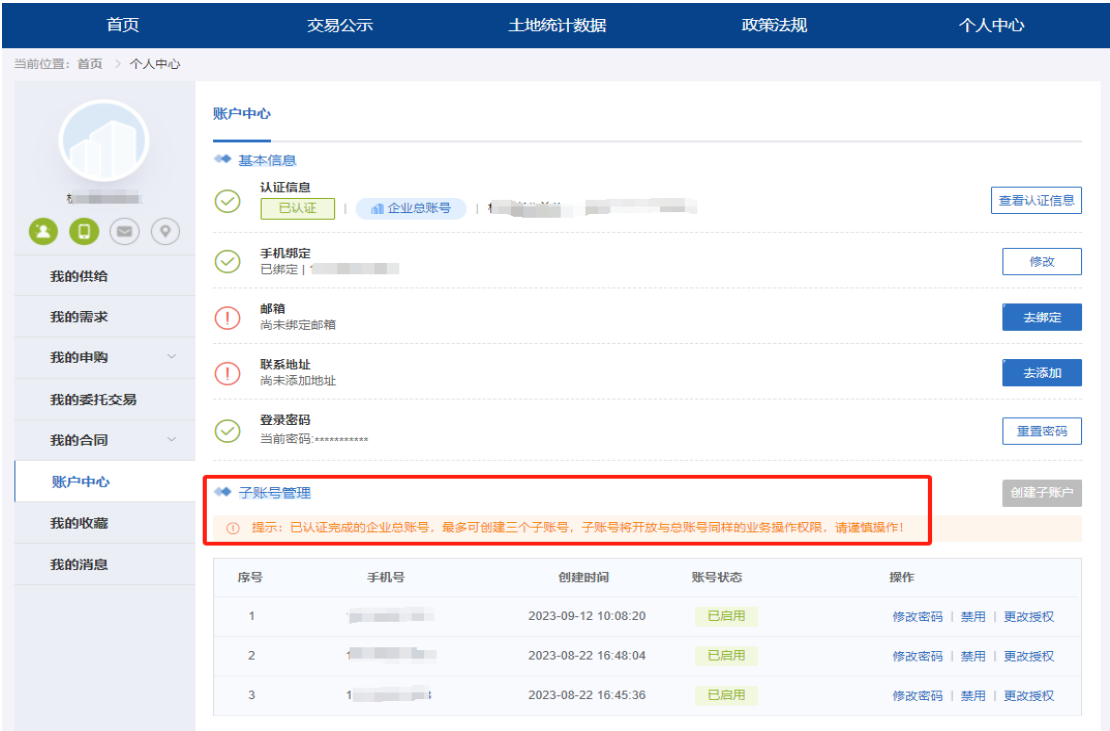 首页 交易公示 土地统计数据 政策法规 个人中心
当前位置：首页 > 个人中心
账户中心
基本信息
认证信息
已认证 | 企业总账号 |
查看认证信息
手机绑定
已绑定 |
修改
邮箱
尚未绑定邮箱
去绑定
联系地址
尚未添加地址
去添加
登录密码
当前密码:***********
重置密码
我的供给
我的需求
我的申购
我的委托交易
我的合同
账户中心
我的收藏
我的消息
子账号管理
创建子账户
提示：已认证完成的企业总账号，最多可创建三个子账号，子账号将开放与总账号同样的业务操作权限，请谨慎操作！
序号 手机号 创建时间 账号状态 操作
1 2023-09-12 10:08:20 已启用 修改密码 | 禁用 | 更改授权
2 2023-08-22 16:48:04 已启用 修改密码 | 禁用 | 更改授权
3 2023-08-22 16:45:36 已启用 修改密码 | 禁用 | 更改授权